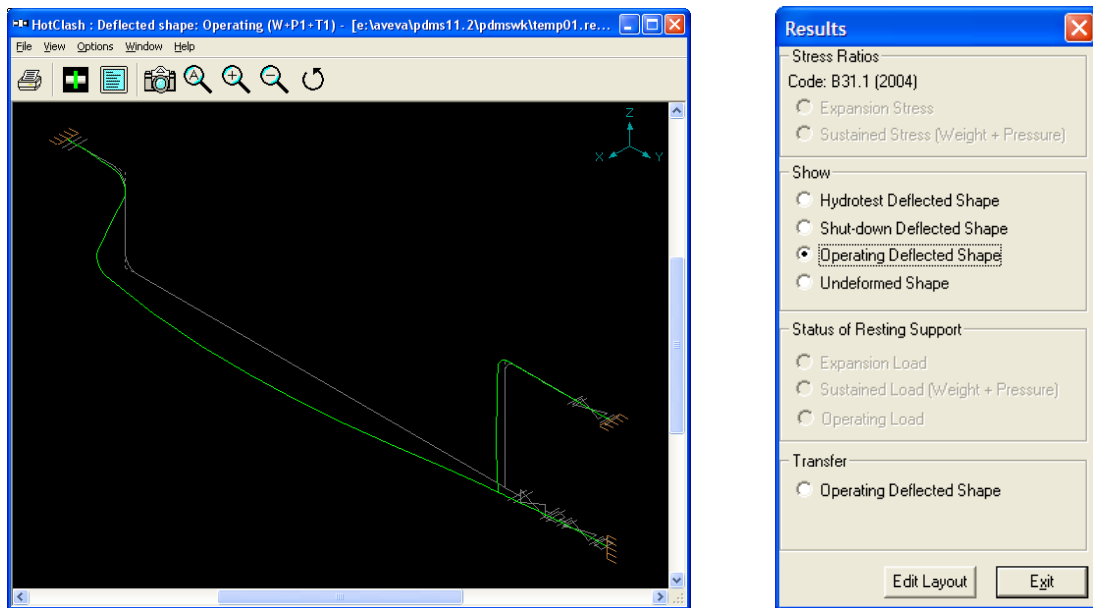 HotClash : Deflected shape: Operating (W+P1+T1) - [e:\aveva\pdms11.2\pdmswk\temp01.re...
File View Options Window Help
A
Z
X
Y
Results
Stress Ratios
Code: B31.1 (2004)
Expansion Stress
Sustained Stress (Weight + Pressure)
Show
Hydrotest Deflected Shape
Shut-down Deflected Shape
Operating Deflected Shape
Undeformed Shape
Status of Resting Support
Expansion Load
Sustained Load (Weight + Pressure)
Operating Load
Transfer
Operating Deflected Shape
Edit Layout Exit